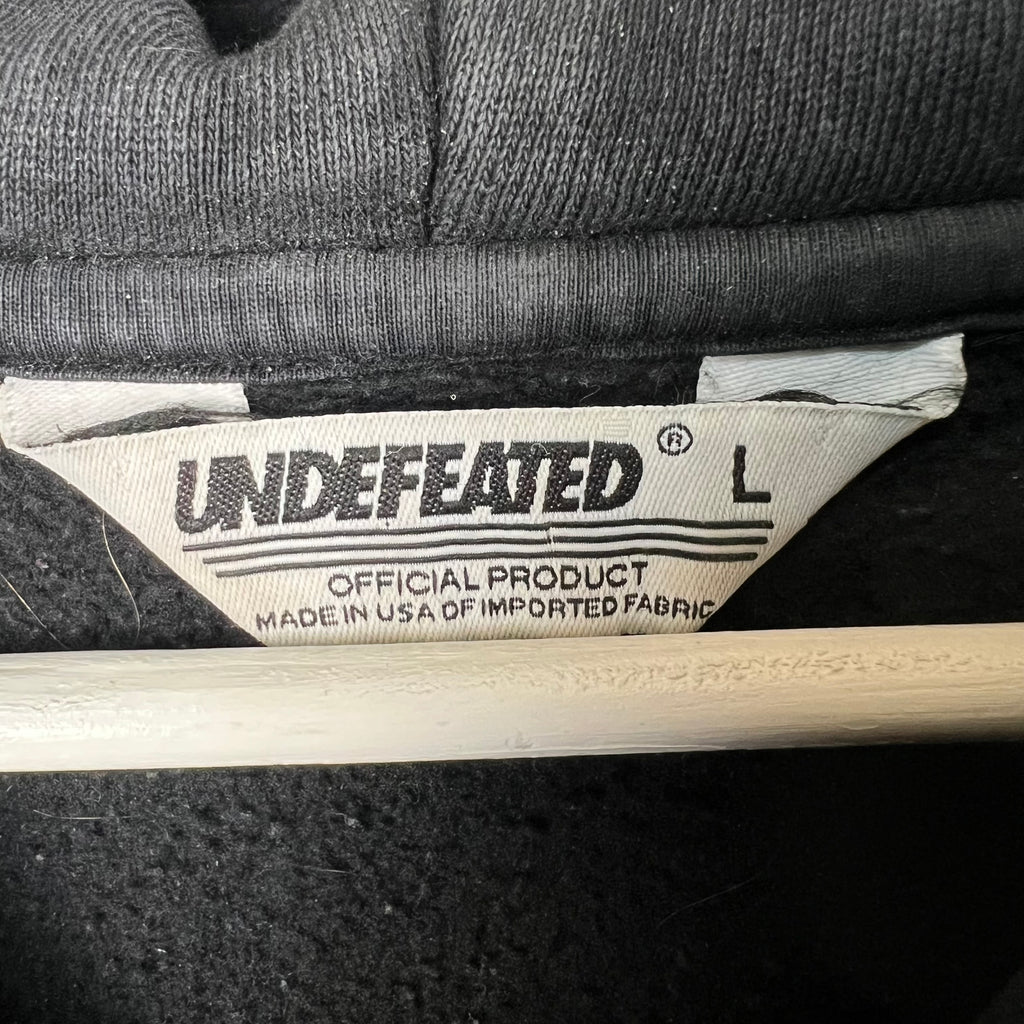 UNDEFEATED® L
OFFICIAL PRODUCT
MADE IN USA OF IMPORTED FABRIC